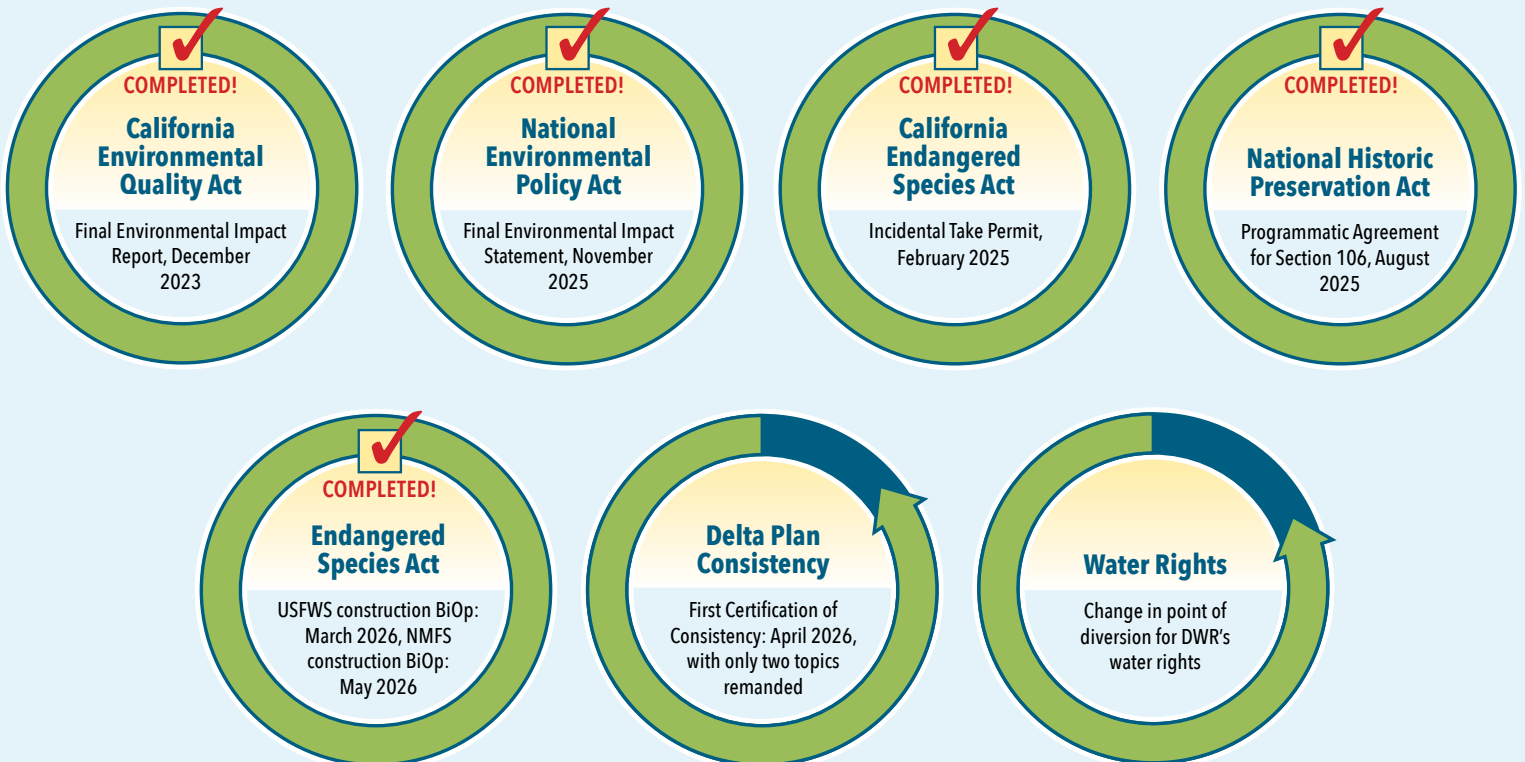 COMPLETED!
California
Environmental
Quality Act
Final Environmental Impact
Report, December
2023
COMPLETED!
National
Environmental
Policy Act
Final Environmental Impact
Statement, November
2025
COMPLETED!
California
Endangered
Species Act
Incidental Take Permit,
February 2025
COMPLETED!
National Historic
Preservation Act
Programmatic Agreement
for Section 106, August
2025
COMPLETED!
Endangered
Species Act
USFWS construction BiOp:
March 2026, NMFS
construction BiOp:
May 2026
Delta Plan
Consistency
First Certification of
Consistency: April 2026,
with only two topics
remanded
Water Rights
Change in point of
diversion for DWR's
water rights